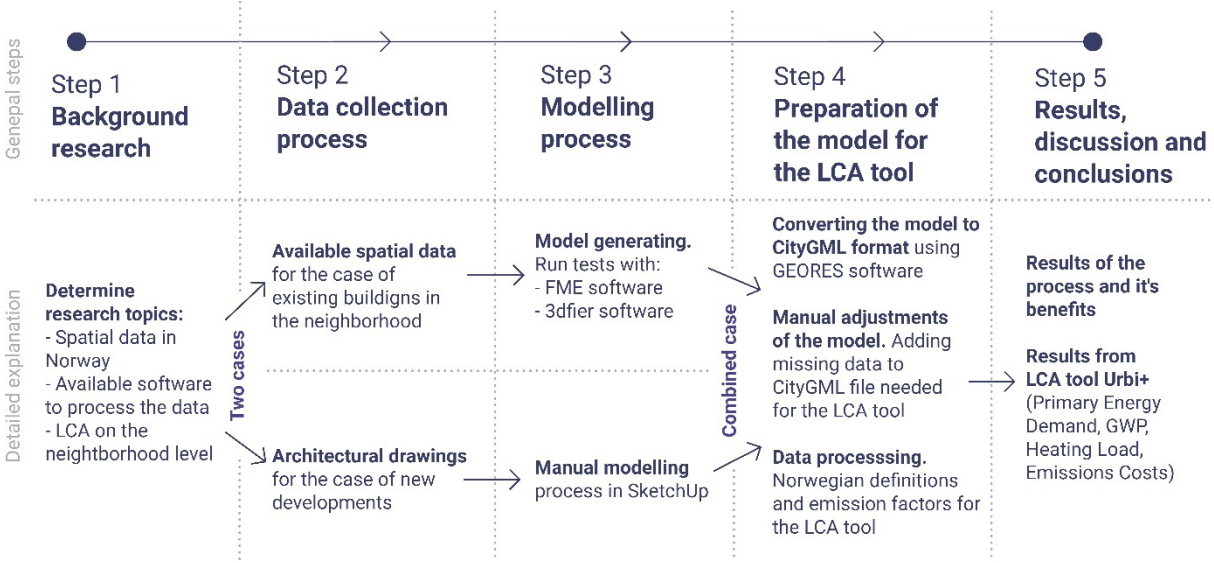 Genepal steps
Step 1
Background
research
Step 2
Data collection
process
Step 3
Modelling
process
Step 4
Preparation of
the model for
the LCA tool
Step 5
Results,
discussion and
conclusions
Detailed explanation
Determine
research topics:
- Spatial data in
Norway
- Available software
to process the data
- LCA on the
neightborhood level
Two cases
Available spatial data
for the case of
existing buildigns in
the neighborhood
Architectural drawings
for the case of new
developments
Model generating.
Run tests with:
- FME software
- 3dfier software
Manual modelling
process in SketchUp
Combined case
Converting the model to
CityGML format using
GEORES software
Manual adjustments
of the model. Adding
missing data to
CityGML file needed
for the LCA tool
Data processsing.
Norwegian definitions
and emission factors for
the LCA tool
Results of the
process and it's
benefits
Results from
LCA tool Urbi+
(Primary Energy
Demand, GWP,
Heating Load,
Emissions Costs)